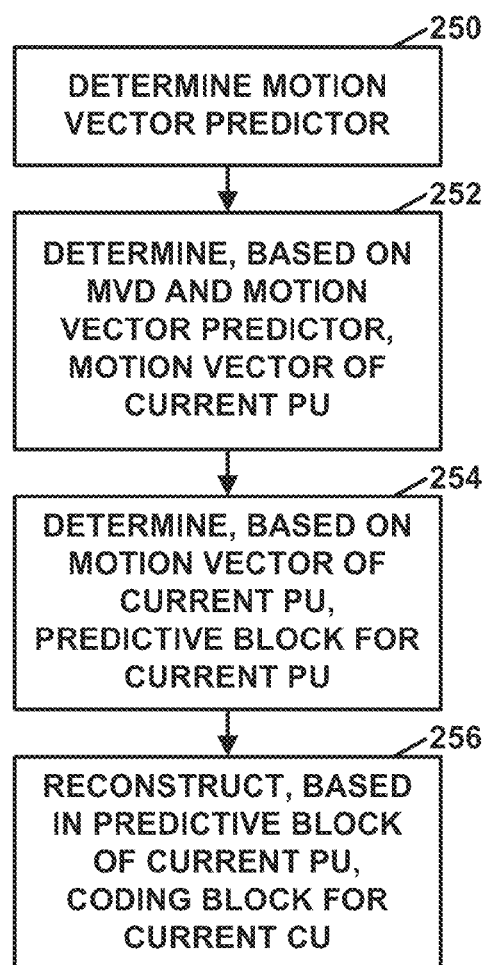 250
DETERMINE MOTION
VECTOR PREDICTOR
252
DETERMINE, BASED ON
MVD AND MOTION
VECTOR PREDICTOR,
MOTION VECTOR OF
CURRENT PU
254
DETERMINE, BASED ON
MOTION VECTOR OF
CURRENT PU,
PREDICTIVE BLOCK FOR
CURRENT PU
256
RECONSTRUCT, BASED
IN PREDICTIVE BLOCK
OF CURRENT PU,
CODING BLOCK FOR
CURRENT CU